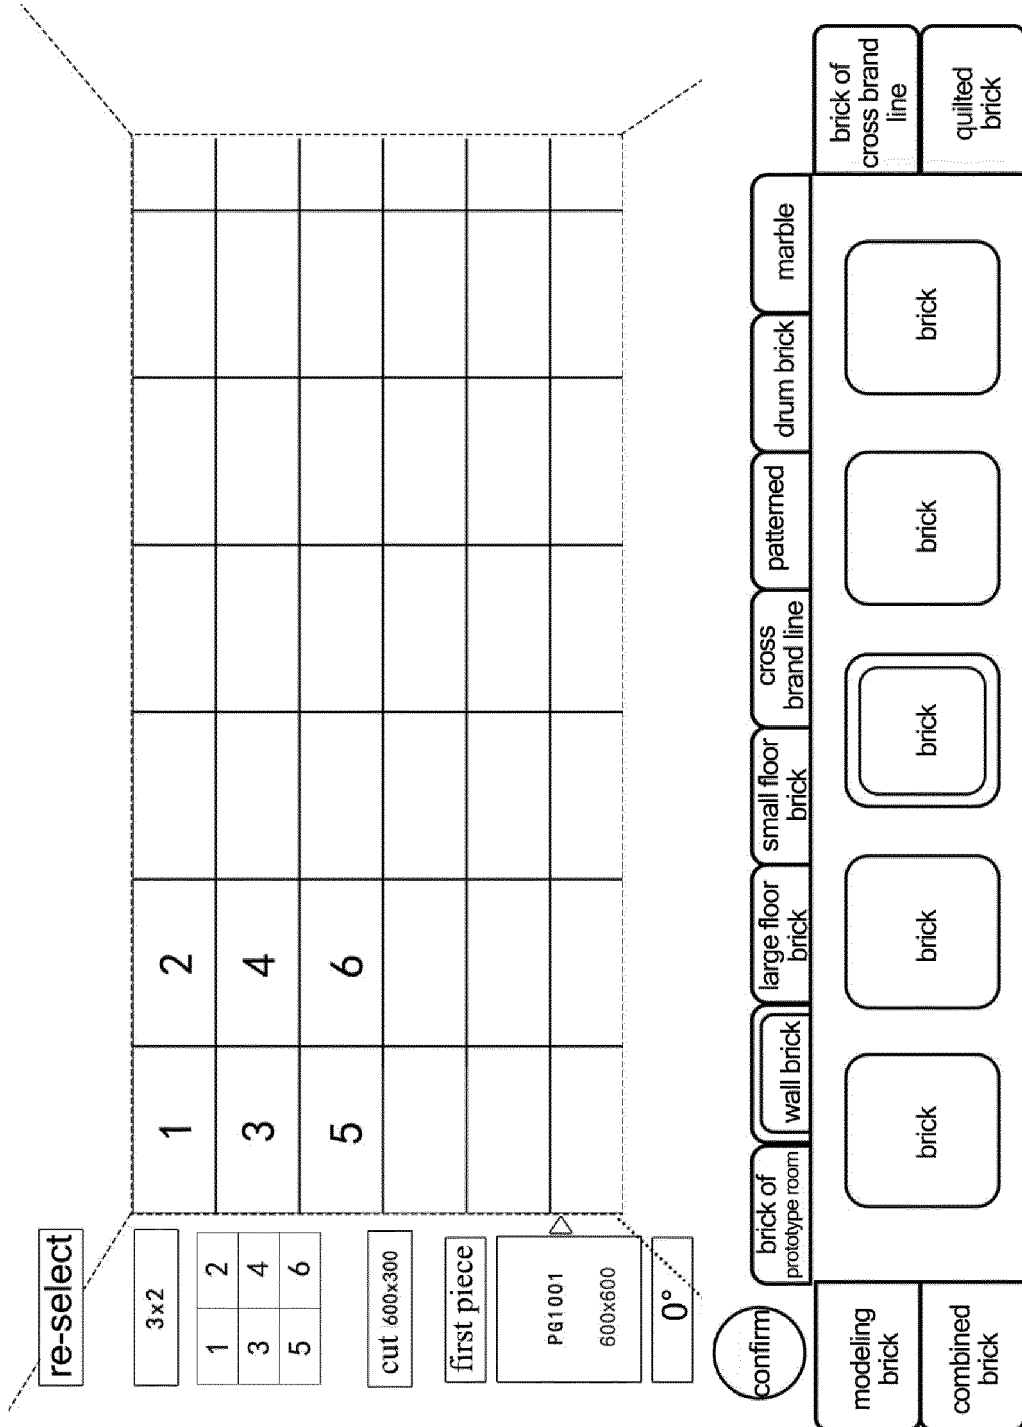 re-select
3x2
1 2
3 4
5 6
cut 600x300
first piece
PG1001
600x600
0°
confirm
1 2
3 4
5 6
brick of
prototype room
wall brick
large floor
brick
small floor
brick
cross
brand line
patterned
drum brick
marble
modeling
brick
combined
brick
brick
brick
brick
brick
brick
brick of
cross brand
line
quilted
brick